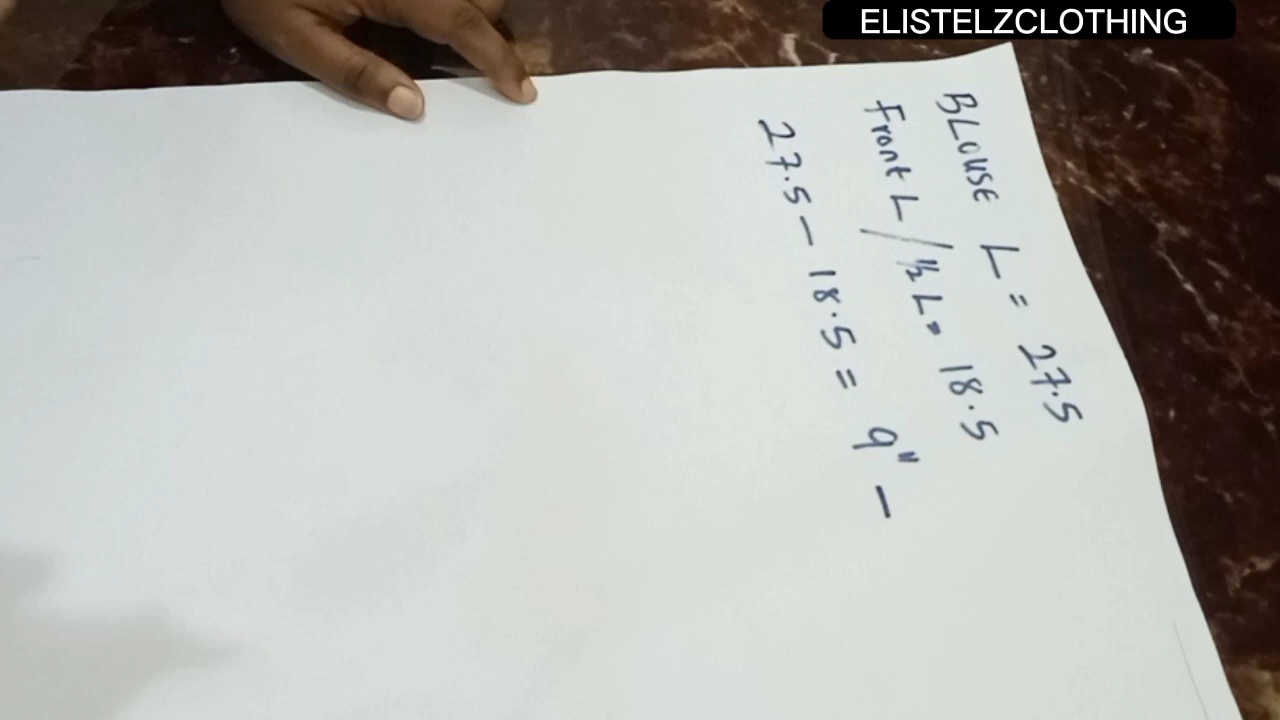 ELISTELZCLOTHING
BLOUSE L = 27.5
Front L / ½ L = 18.5
27.5 - 18.5 = 9" -